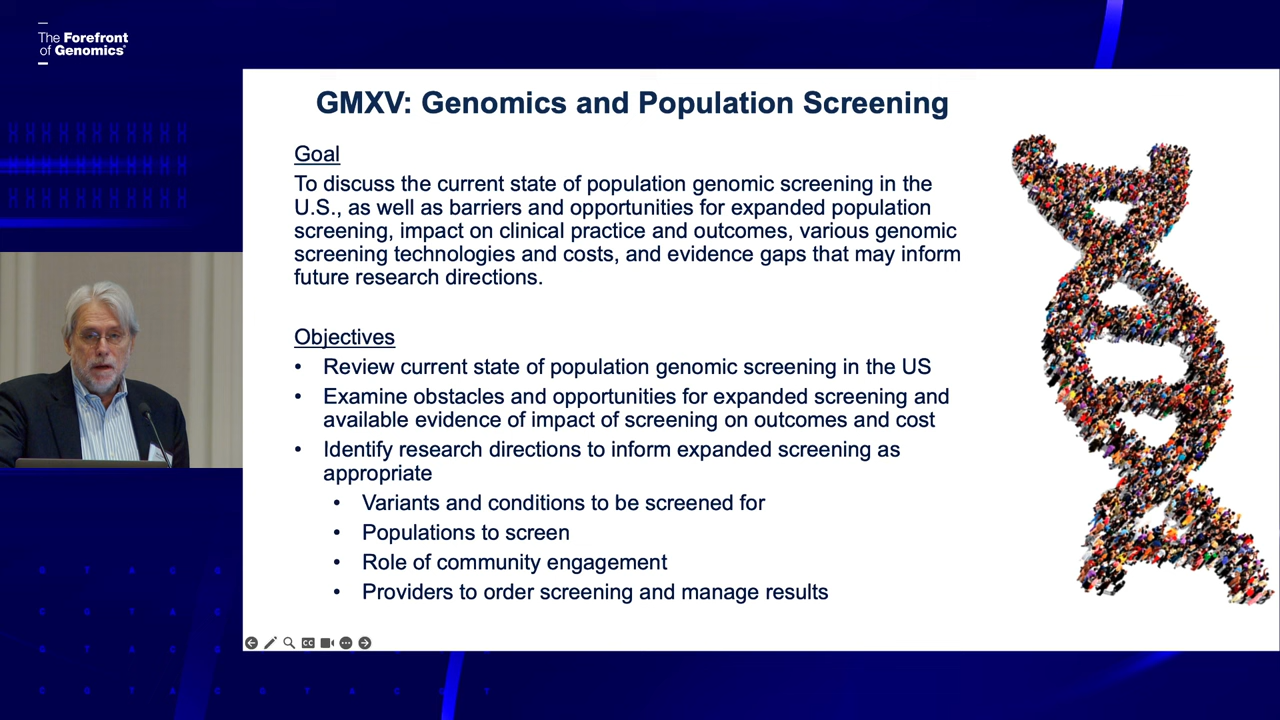 The Forefront
of Genomics®
GMXV: Genomics and Population Screening
Goal
To discuss the current state of population genomic screening in the
U.S., as well as barriers and opportunities for expanded population
screening, impact on clinical practice and outcomes, various genomic
screening technologies and costs, and evidence gaps that may inform
future research directions.
Objectives
• Review current state of population genomic screening in the US
• Examine obstacles and opportunities for expanded screening and
available evidence of impact of screening on outcomes and cost
• Identify research directions to inform expanded screening as
appropriate
• Variants and conditions to be screened for
• Populations to screen
• Role of community engagement
• Providers to order screening and manage results
CC